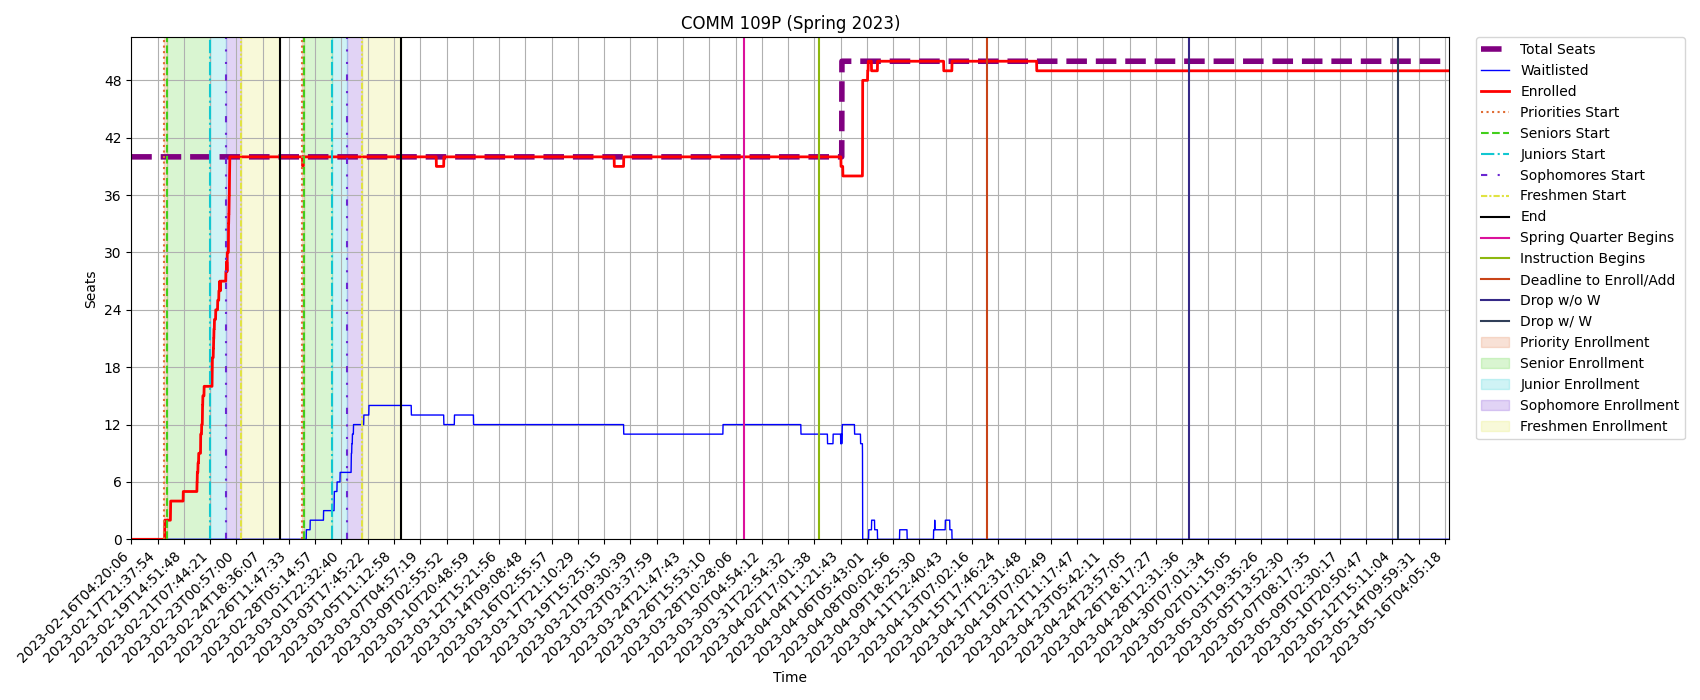 COMM 109P (Spring 2023)
Seats
48
42
36
30
24
18
12
6
0
2023-02-16T04:20:06
2023-02-17T21:37:54
2023-02-19T14:51:48
2023-02-21T07:44:21
2023-02-23T00:57:00
2023-02-24T18:36:07
2023-02-26T11:47:33
2023-02-28T05:14:57
2023-03-01T22:32:40
2023-03-03T17:45:22
2023-03-05T11:12:58
2023-03-07T04:57:19
2023-03-09T02:55:52
2023-03-10T20:48:59
2023-03-12T15:21:56
2023-03-14T09:08:48
2023-03-16T02:55:57
2023-03-17T21:10:29
2023-03-19T15:25:15
2023-03-21T09:30:39
2023-03-23T03:37:59
2023-03-24T21:47:43
2023-03-26T15:53:10
2023-03-28T10:28:06
2023-03-30T04:54:12
2023-03-31T22:54:32
2023-04-02T17:01:38
2023-04-04T11:21:43
2023-04-06T05:43:01
2023-04-08T00:02:56
2023-04-09T18:25:30
2023-04-11T12:40:43
2023-04-13T07:02:16
2023-04-15T17:46:24
2023-04-17T12:31:48
2023-04-19T07:02:49
2023-04-21T11:17:47
2023-04-23T05:42:11
2023-04-24T23:57:05
2023-04-26T18:17:27
2023-04-28T12:31:36
2023-04-30T07:01:34
2023-05-02T01:15:05
2023-05-03T19:35:26
2023-05-05T13:52:30
2023-05-07T08:17:35
2023-05-09T02:30:17
2023-05-10T20:50:47
2023-05-12T15:11:04
2023-05-14T09:59:31
2023-05-16T04:05:18
Time
Total Seats
Waitlisted
Enrolled
Priorities Start
Seniors Start
Juniors Start
Sophomores Start
Freshmen Start
End
Spring Quarter Begins
Instruction Begins
Deadline to Enroll/Add
Drop w/o W
Drop w/ W
Priority Enrollment
Senior Enrollment
Junior Enrollment
Sophomore Enrollment
Freshmen Enrollment